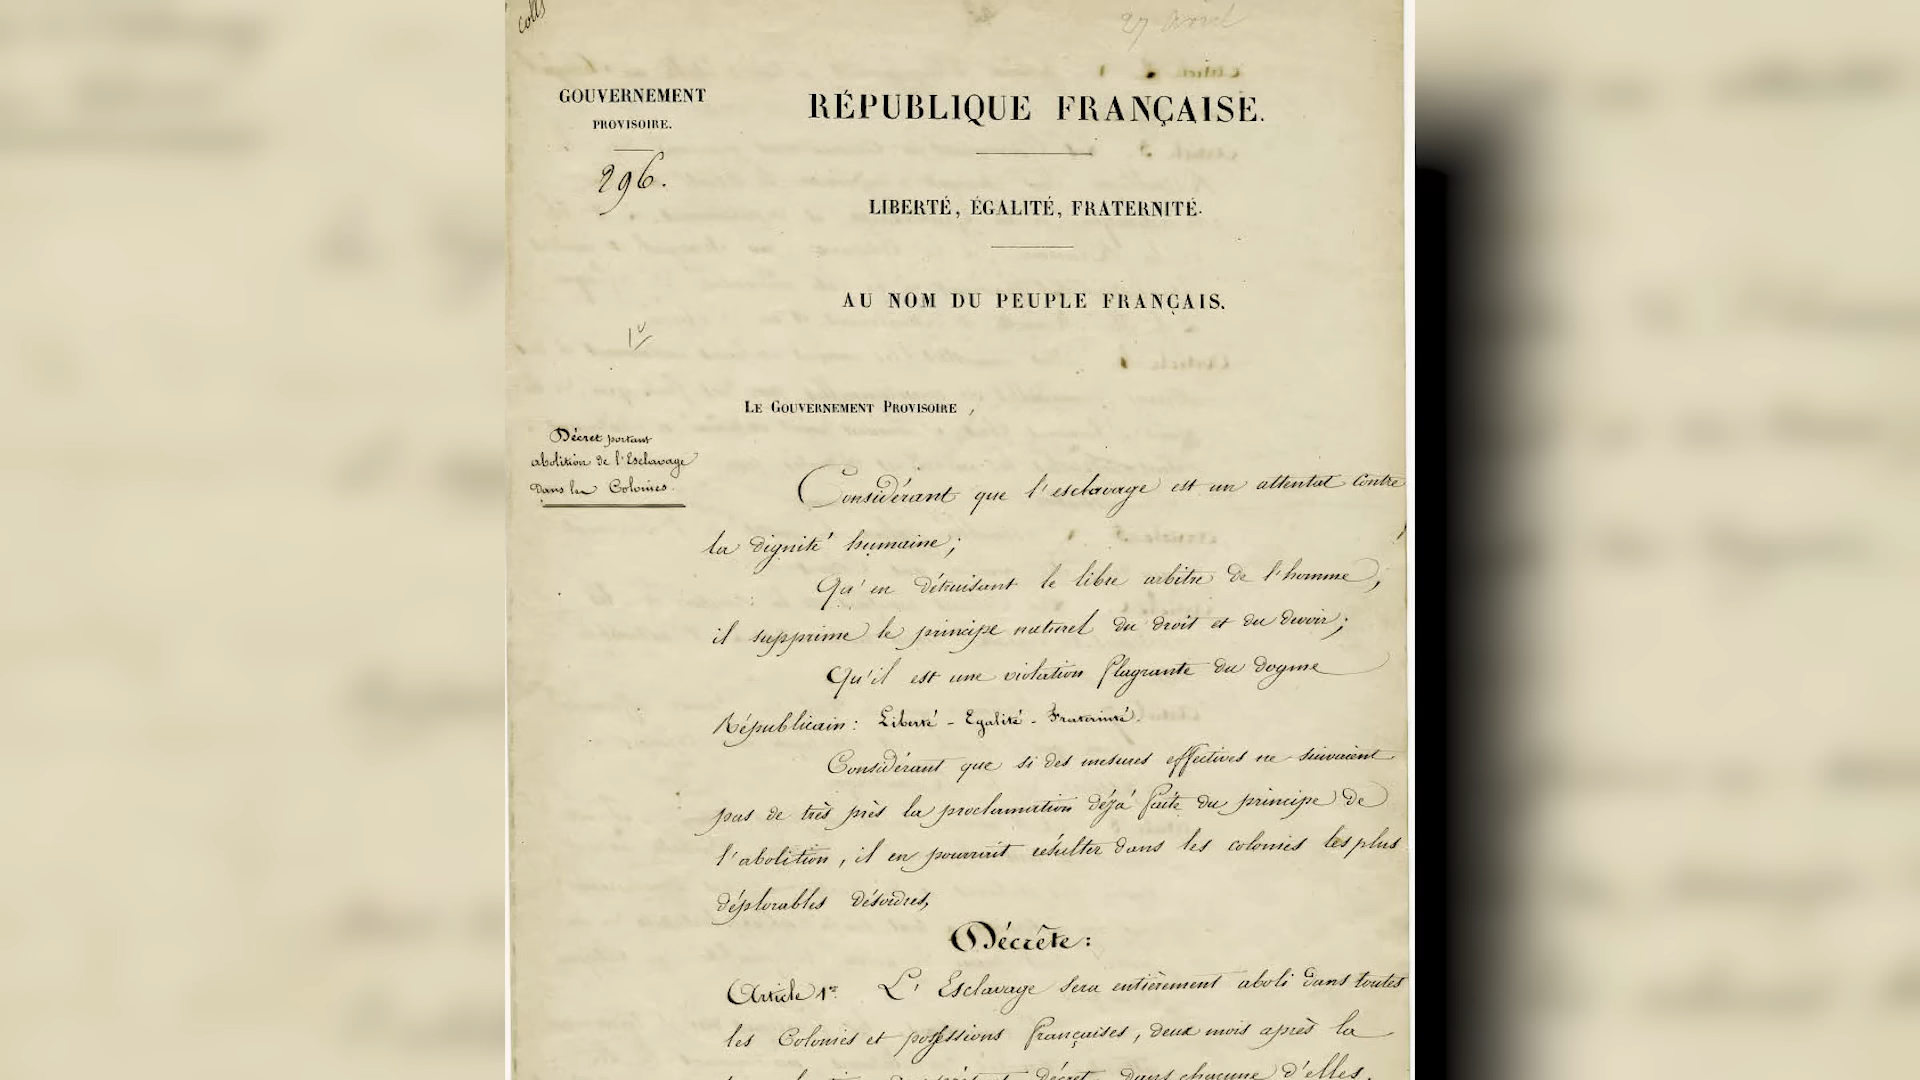 colies
27 avril
GOUVERNEMENT
PROVISOIRE.
296.
RÉPUBLIQUE FRANÇAISE.
LIBERTÉ, ÉGALITÉ, FRATERNITÉ.
AU NOM DU PEUPLE FRANÇAIS.
LE GOUVERNEMENT PROVISOIRE,
Décret portant
abolition de l'Esclavage
dans les Colonies.
Considérant que l'esclavage est un attentat contre
la dignité humaine;
Qu'en détruisant le libre arbitre de l'homme,
il supprime le principe naturel du droit et du devoir;
Qu'il est une violation flagrante du dogme
Républicain: Liberté - Egalité - Fraternité.
Considérant que si des mesures effectives ne suivaient
pas de très près la proclamation déjà faite du principe de
l'abolition, il en pourrait résulter dans les colonies les plus
déplorables désordres,
Décrète:
Article 1er. L'Esclavage sera entièrement aboli dans toutes
les Colonies et possessions françaises, deux mois après la
décret dans chacune d'elles.